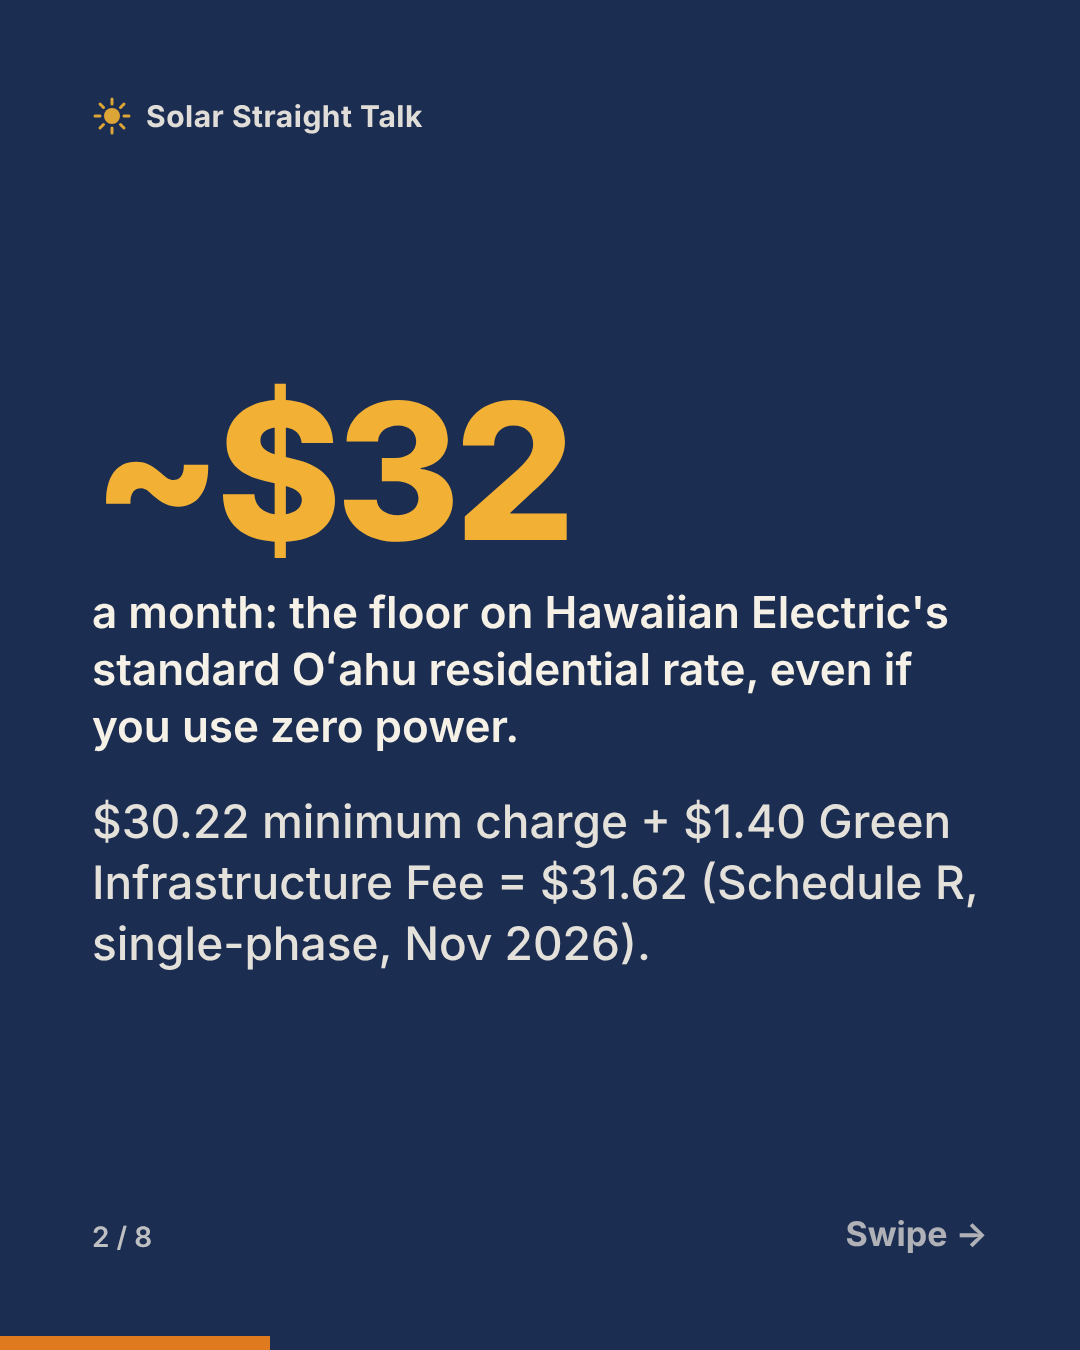 Solar Straight Talk
~$32
a month: the floor on Hawaiian Electric's
standard Oʻahu residential rate, even if
you use zero power.
$30.22 minimum charge + $1.40 Green
Infrastructure Fee = $31.62 (Schedule R,
single-phase, Nov 2026).
2 / 8
Swipe →